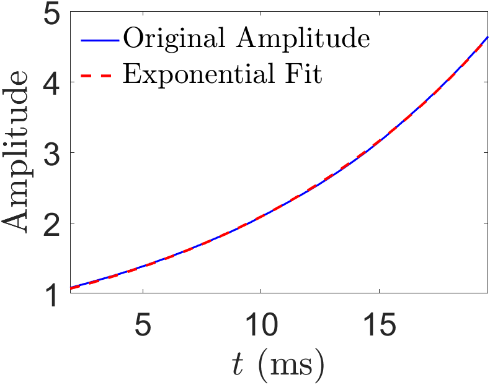 5
Original Amplitude
Exponential Fit
4
3
2
1
Amplitude
5 10 15
t (ms)